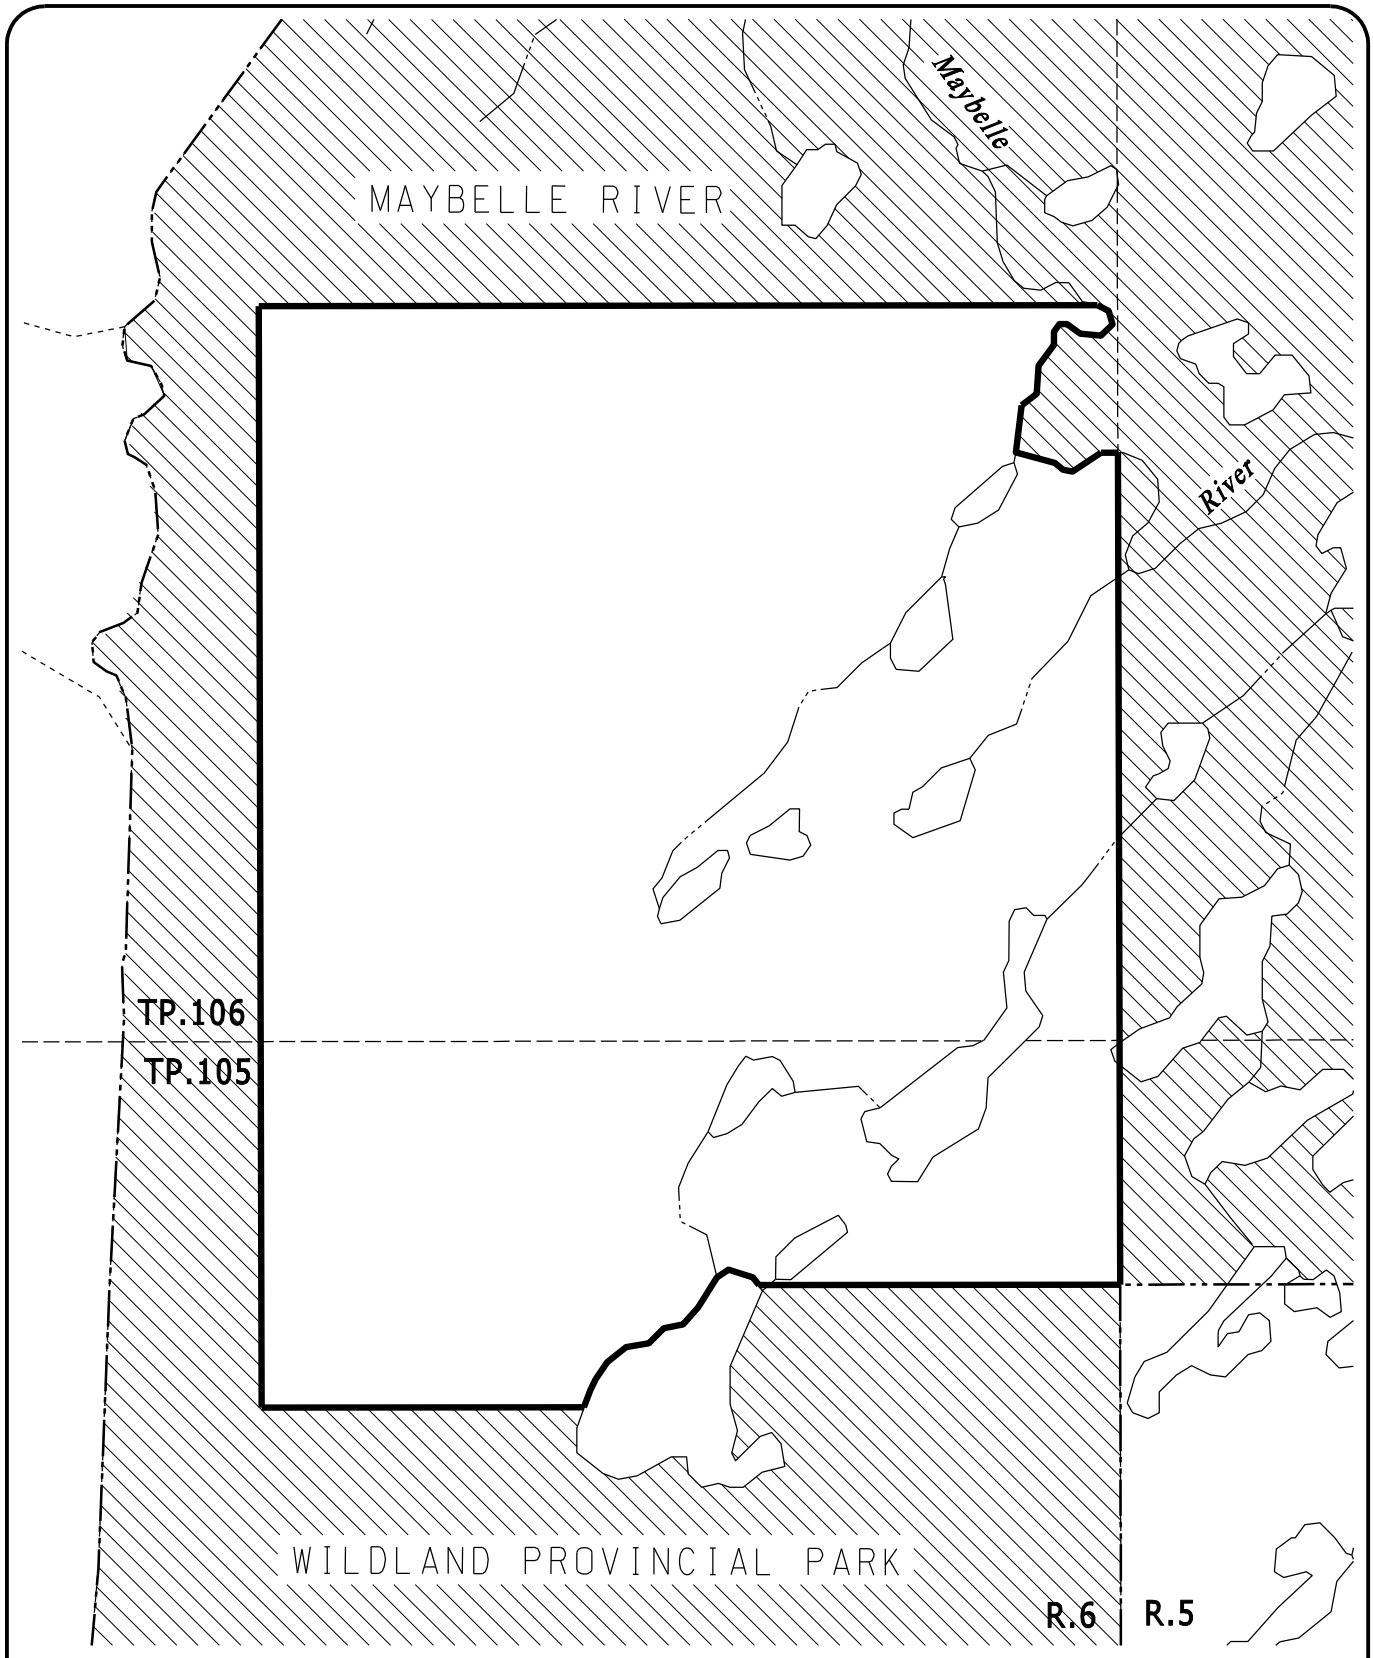 Maybelle
MAYBELLE RIVER
River
TP.106
TP.105
WILDLAND PROVINCIAL PARK
R.6
R.5